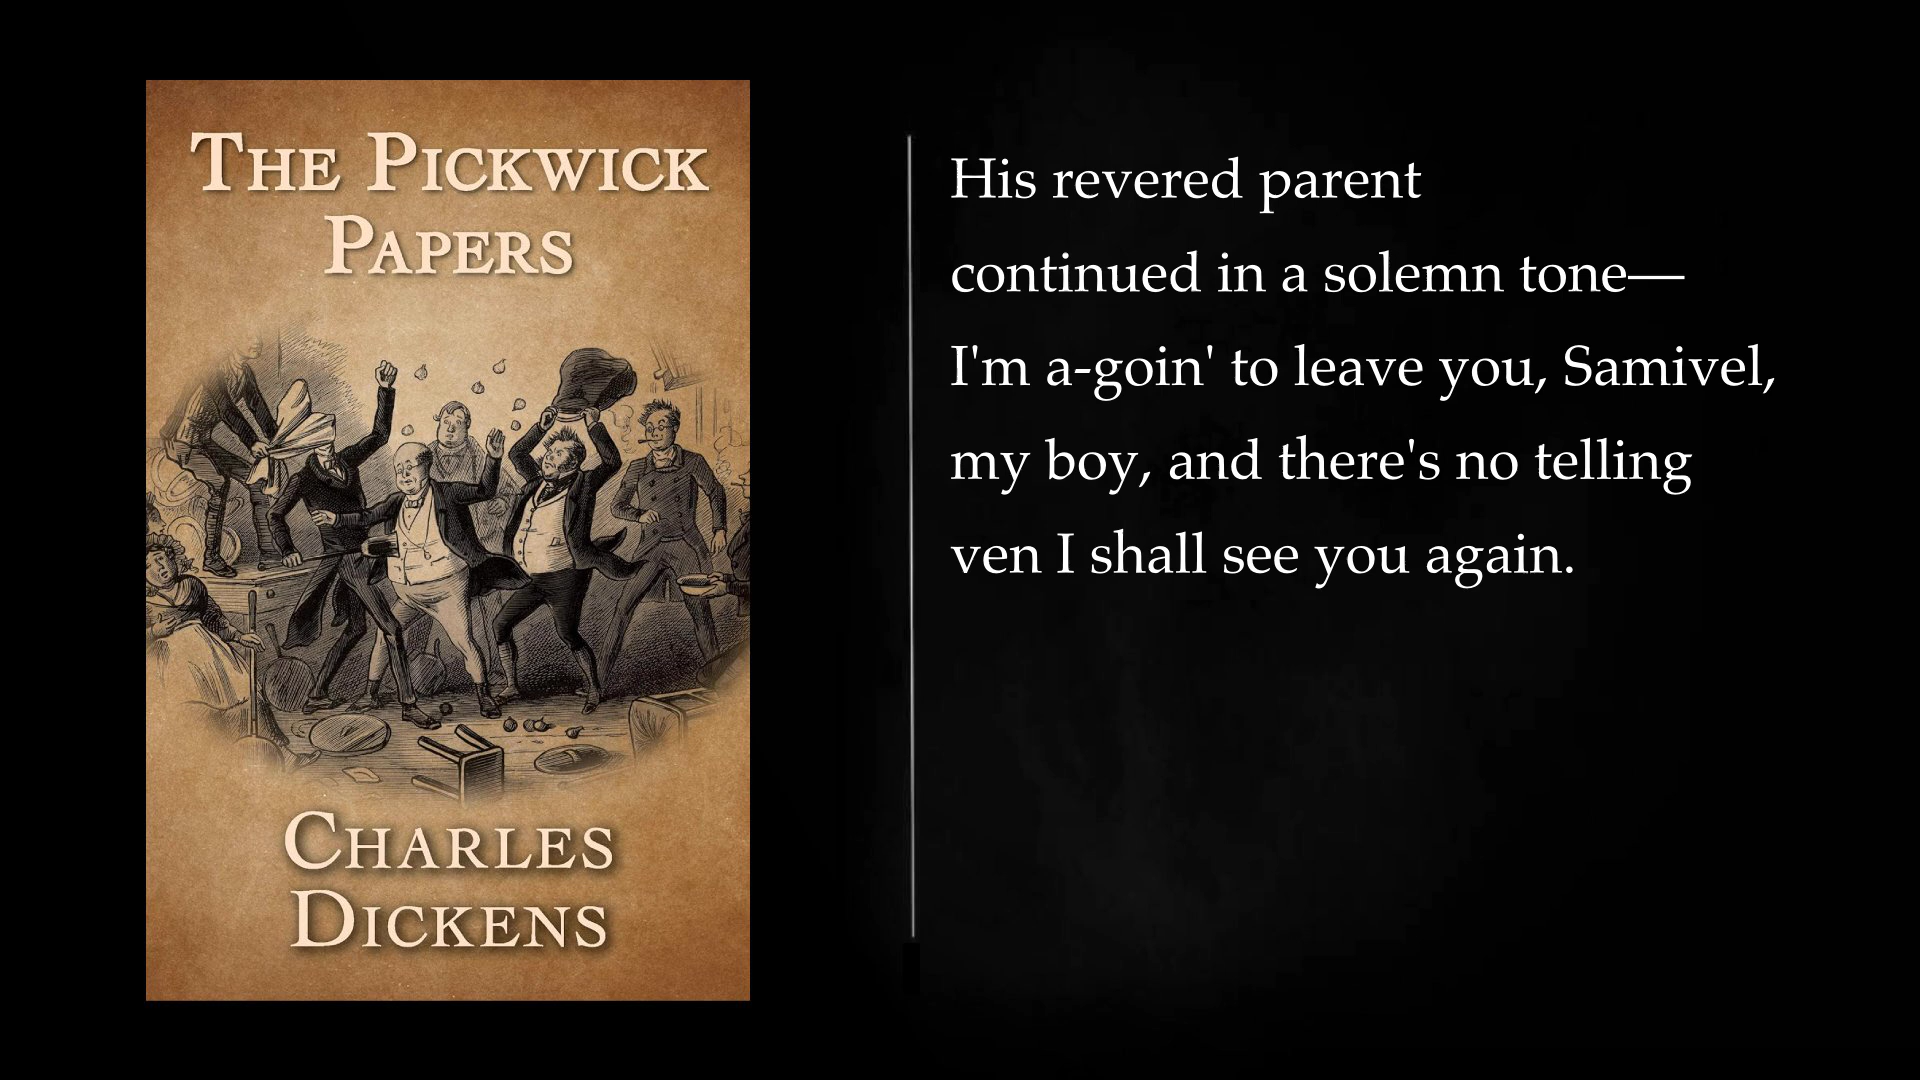 The Pickwick
Papers
Charles
Dickens
His revered parent
continued in a solemn tone—
I'm a-goin' to leave you, Samivel,
my boy, and there's no telling
ven I shall see you again.